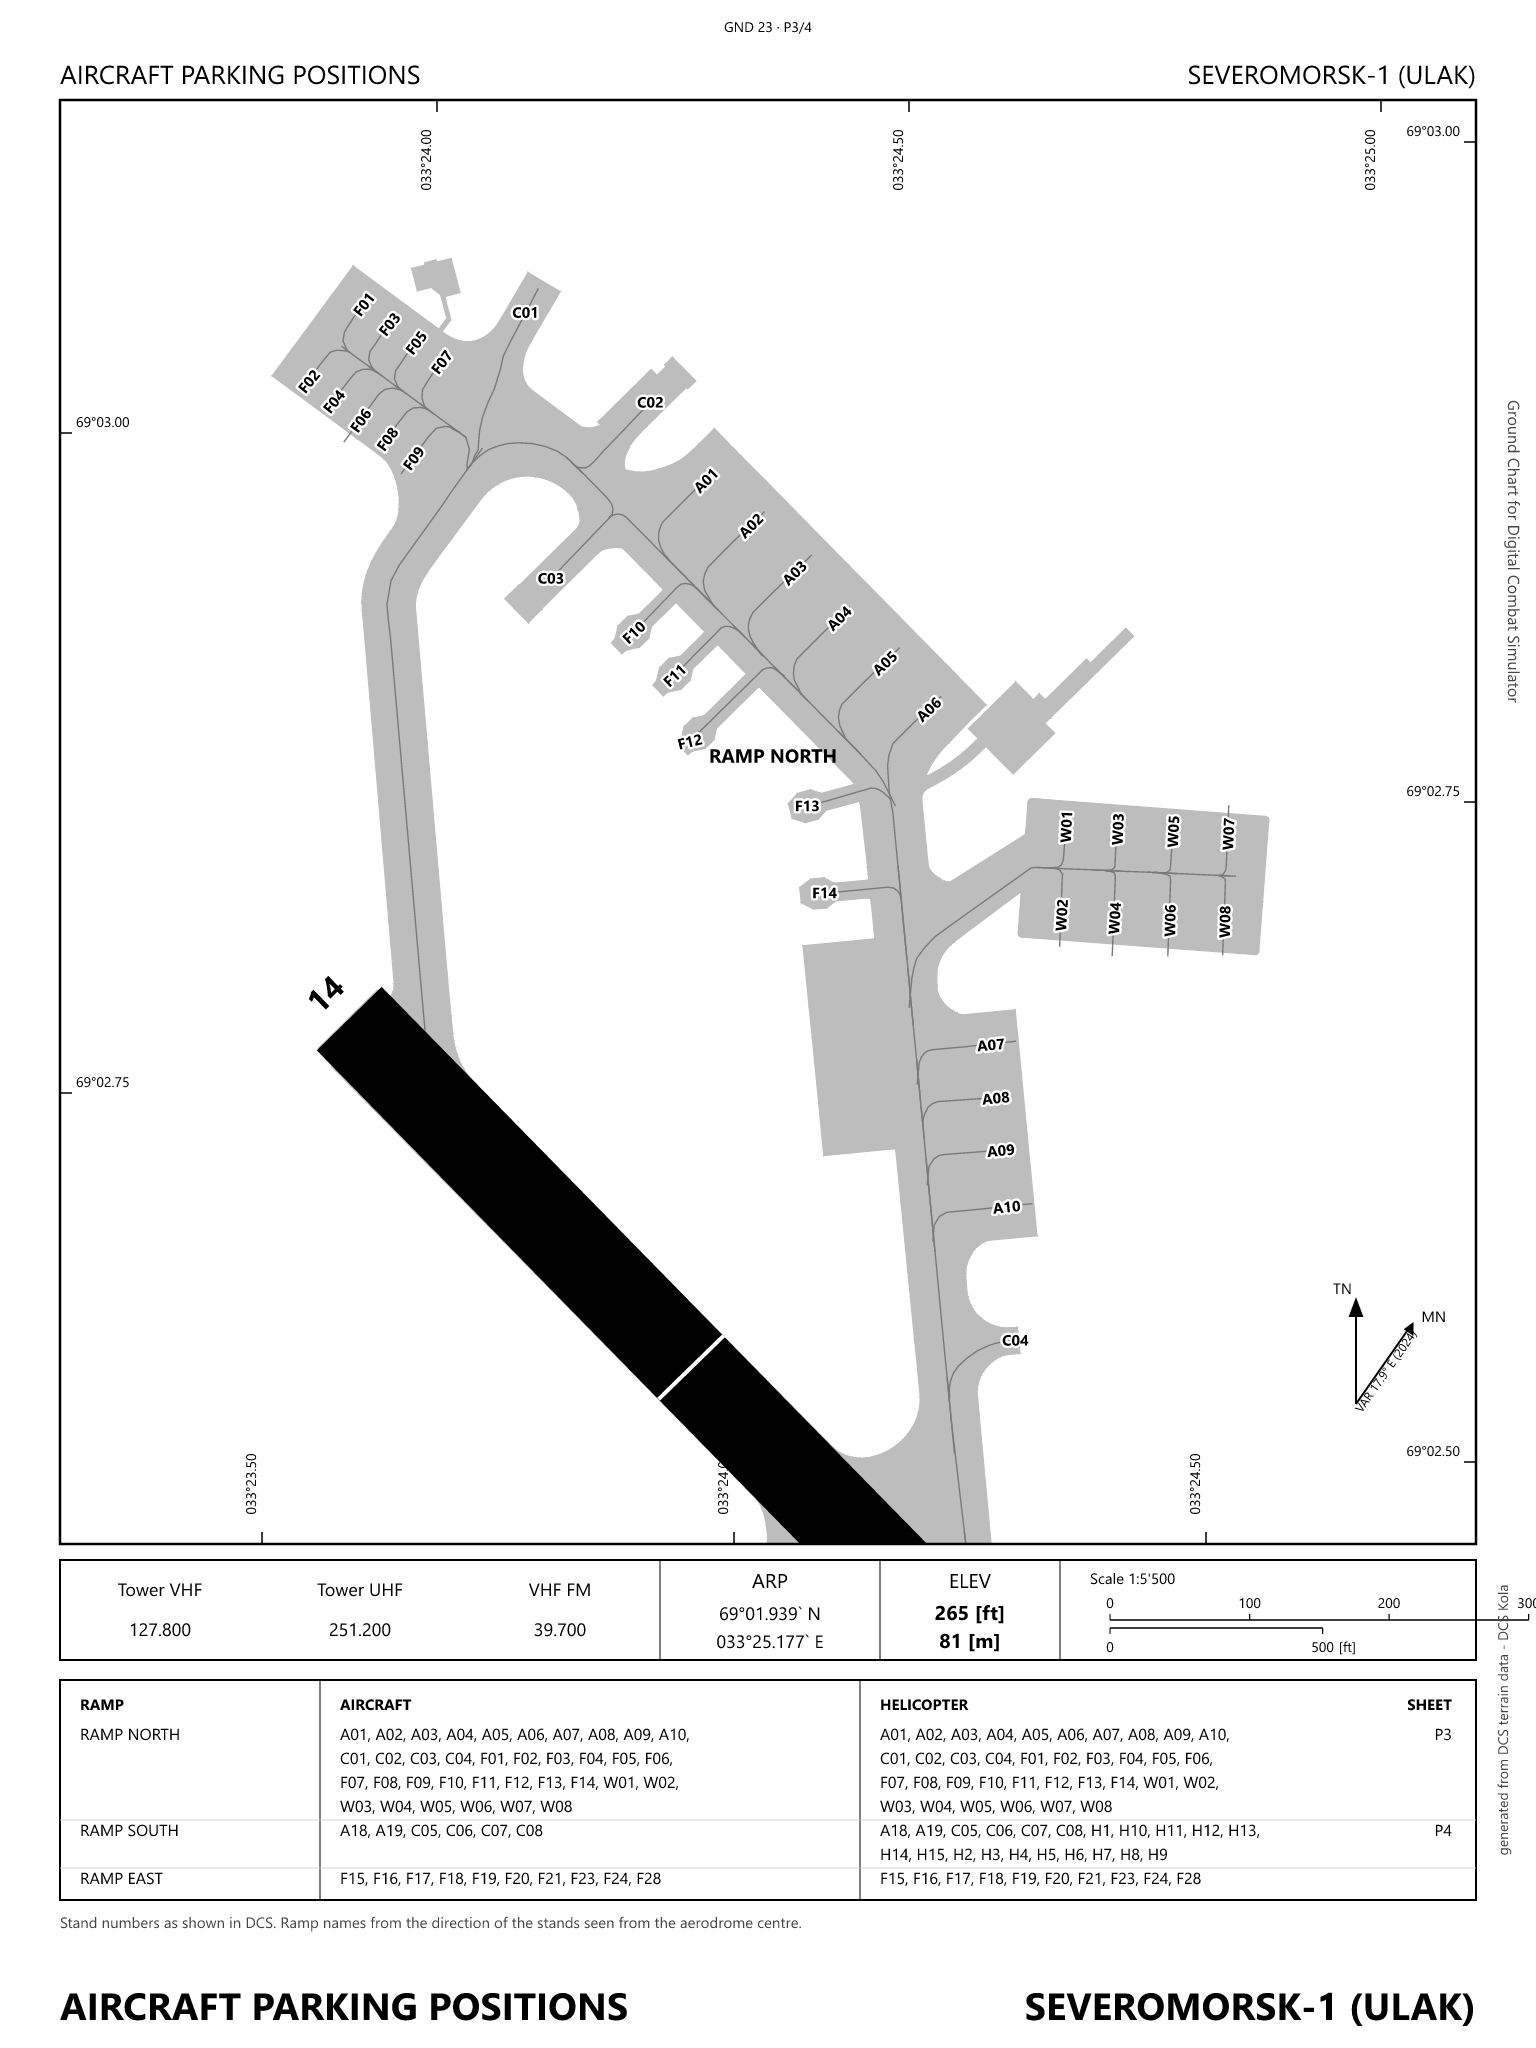 GND 23 · P3/4
AIRCRAFT PARKING POSITIONS
SEVEROMORSK-1 (ULAK)
033°24.00
033°24.50
033°25.00
69°03.00
F01
F03
F05
F07
F02
F04
F06
F08
F09
C01
C02
69°03.00
A01
A02
A03
A04
A05
A06
C03
F10
F11
F12
RAMP NORTH
F13
F14
69°02.75
W01
W03
W05
W07
W02
W04
W06
W08
14
A07
A08
A09
A10
69°02.75
C04
TN
MN
VAR 17.9° E (2024)
69°02.50
033°23.50
033°24.0
033°24.50
Ground Chart for Digital Combat Simulator
Tower VHF
127.800
Tower UHF
251.200
VHF FM
39.700
ARP
69°01.939` N
033°25.177` E
ELEV
265 [ft]
81 [m]
Scale 1:5'500
0 100 200 300
0 500 [ft]
generated from DCS terrain data - DCS Kola
RAMP AIRCRAFT HELICOPTER SHEET
RAMP NORTH
A01, A02, A03, A04, A05, A06, A07, A08, A09, A10,
C01, C02, C03, C04, F01, F02, F03, F04, F05, F06,
F07, F08, F09, F10, F11, F12, F13, F14, W01, W02,
W03, W04, W05, W06, W07, W08
A01, A02, A03, A04, A05, A06, A07, A08, A09, A10,
C01, C02, C03, C04, F01, F02, F03, F04, F05, F06,
F07, F08, F09, F10, F11, F12, F13, F14, W01, W02,
W03, W04, W05, W06, W07, W08
P3
RAMP SOUTH
A18, A19, C05, C06, C07, C08
A18, A19, C05, C06, C07, C08, H1, H10, H11, H12, H13,
H14, H15, H2, H3, H4, H5, H6, H7, H8, H9
P4
RAMP EAST
F15, F16, F17, F18, F19, F20, F21, F23, F24, F28
F15, F16, F17, F18, F19, F20, F21, F23, F24, F28
Stand numbers as shown in DCS. Ramp names from the direction of the stands seen from the aerodrome centre.
AIRCRAFT PARKING POSITIONS
SEVEROMORSK-1 (ULAK)